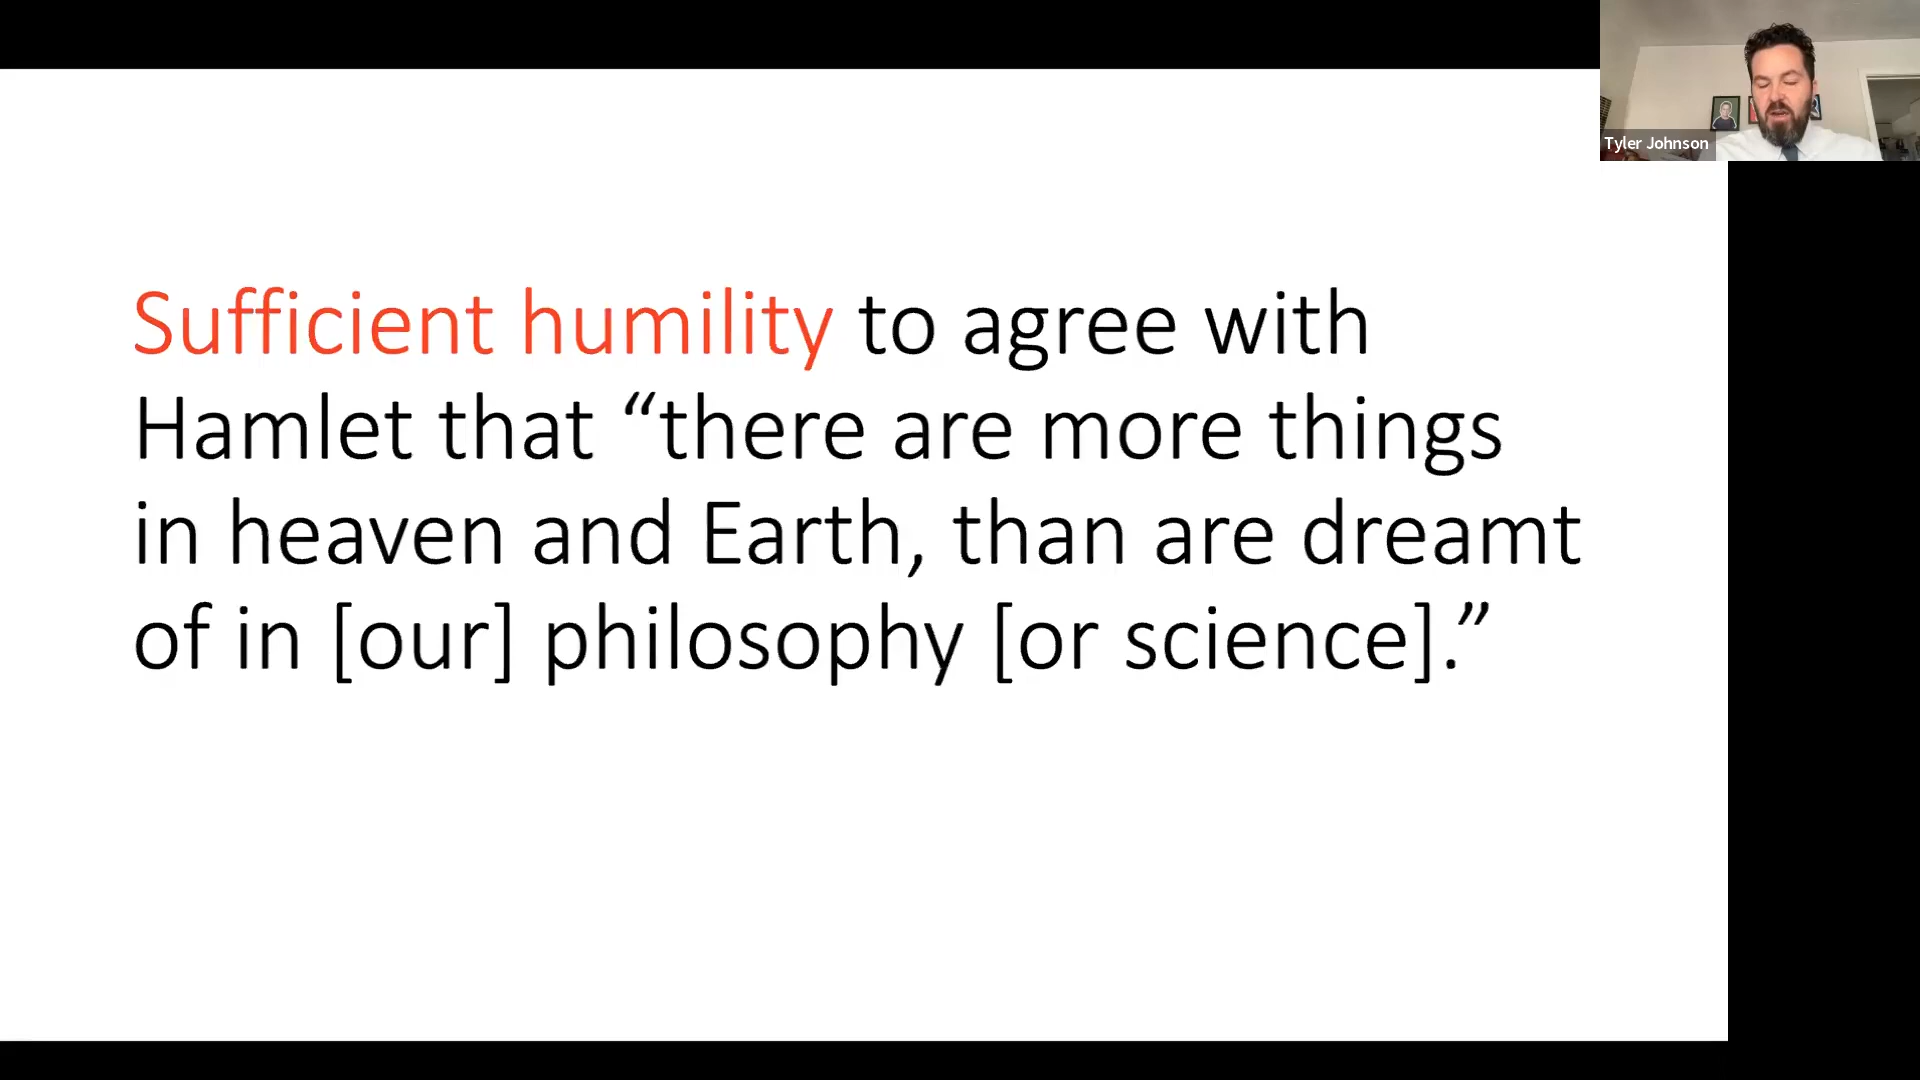 Tyler Johnson
Sufficient humility to agree with
Hamlet that “there are more things
in heaven and Earth, than are dreamt
of in [our] philosophy [or science].”